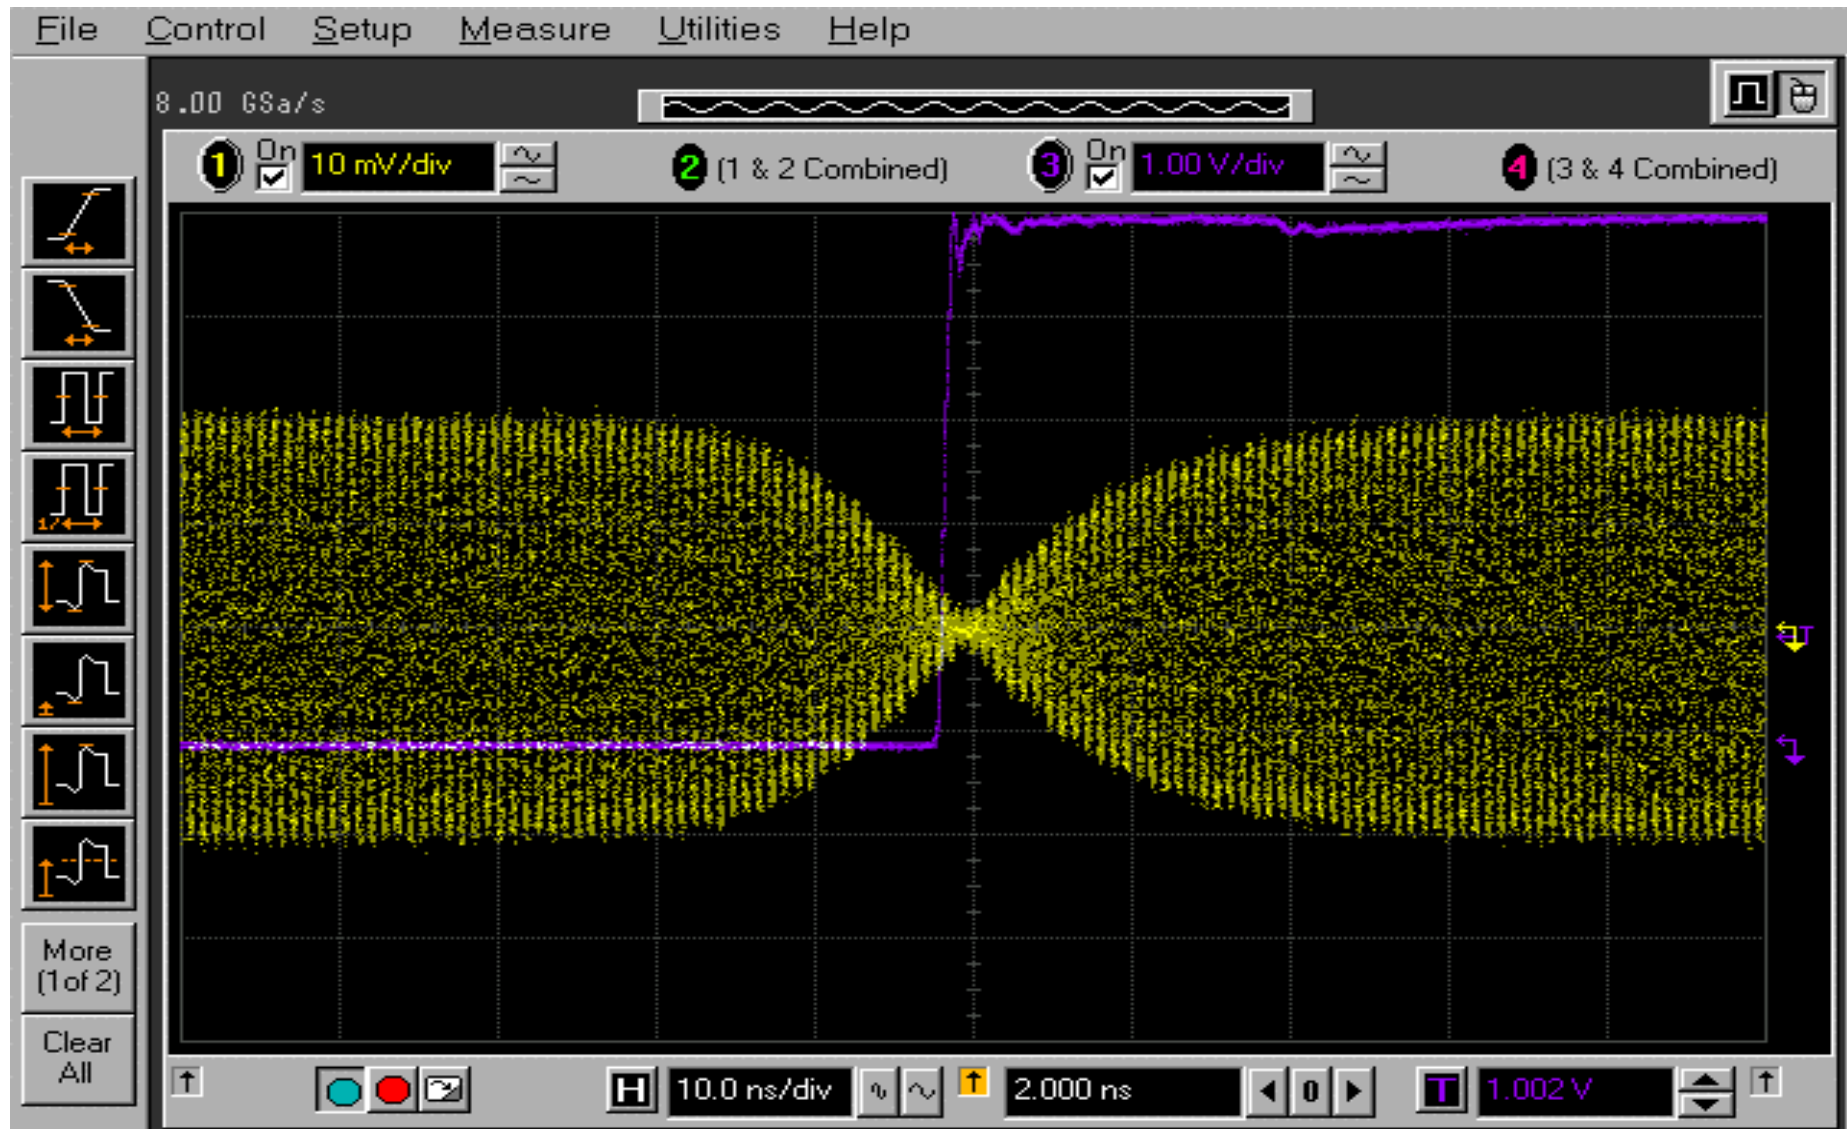 File Control Setup Measure Utilities Help
8.00 GSa/s
1 On 10 mV/div 2 (1 & 2 Combined) 3 On 1.00 V/div 4 (3 & 4 Combined)
1/
T
More
(1of 2)
Clear
All
H 10.0 ns/div 2.000 ns 0 T 1.002 V